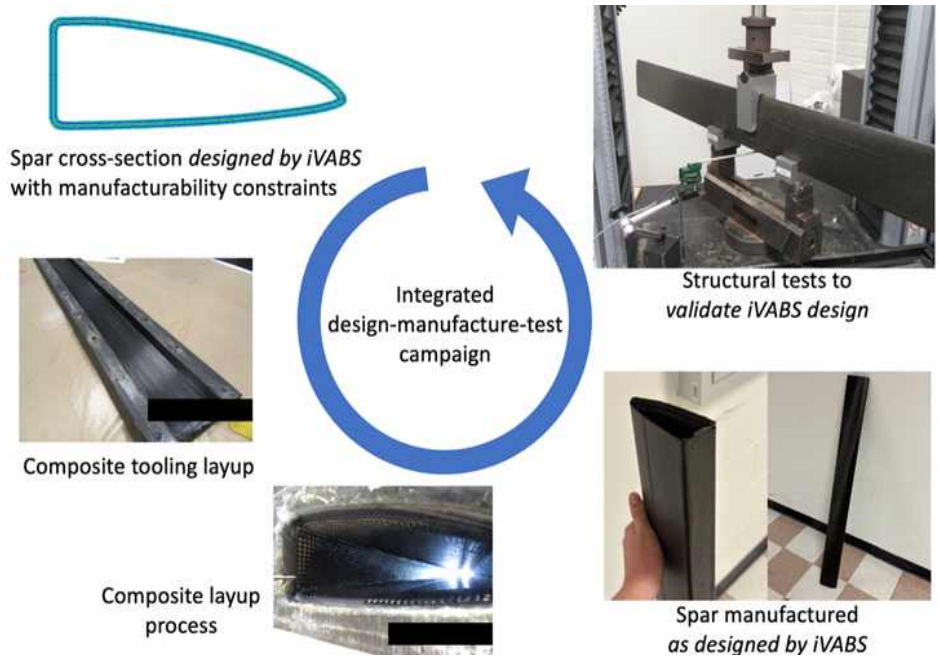 Spar cross-section designed by iVABS
with manufacturability constraints
Structural tests to
validate iVABS design
Integrated
design-manufacture-test
campaign
Composite tooling layup
Composite layup
process
Spar manufactured
as designed by iVABS